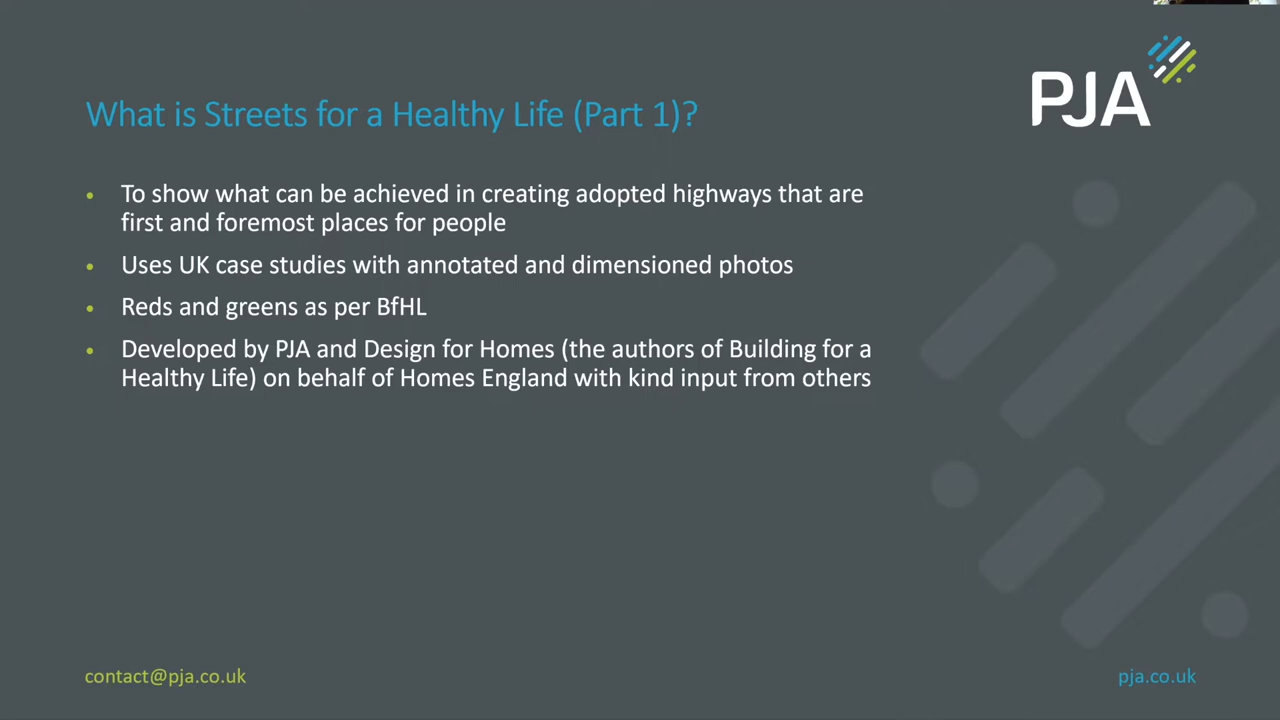 PJA
What is Streets for a Healthy Life (Part 1)?
• To show what can be achieved in creating adopted highways that are
first and foremost places for people
• Uses UK case studies with annotated and dimensioned photos
• Reds and greens as per BfHL
• Developed by PJA and Design for Homes (the authors of Building for a
Healthy Life) on behalf of Homes England with kind input from others
contact@pja.co.uk
pja.co.uk